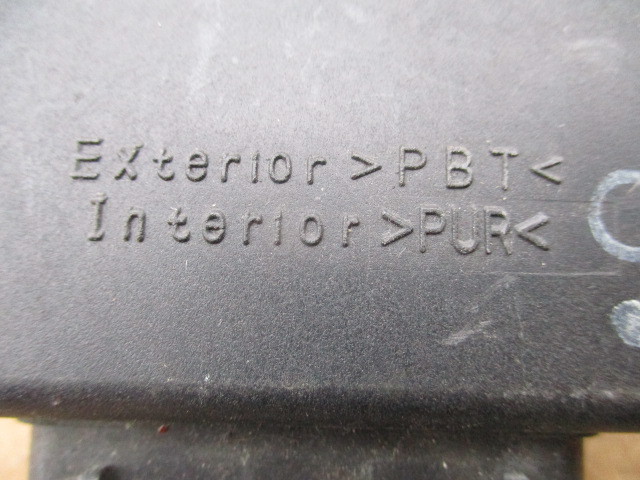 Exterior >PBT<
Interior >PUR<